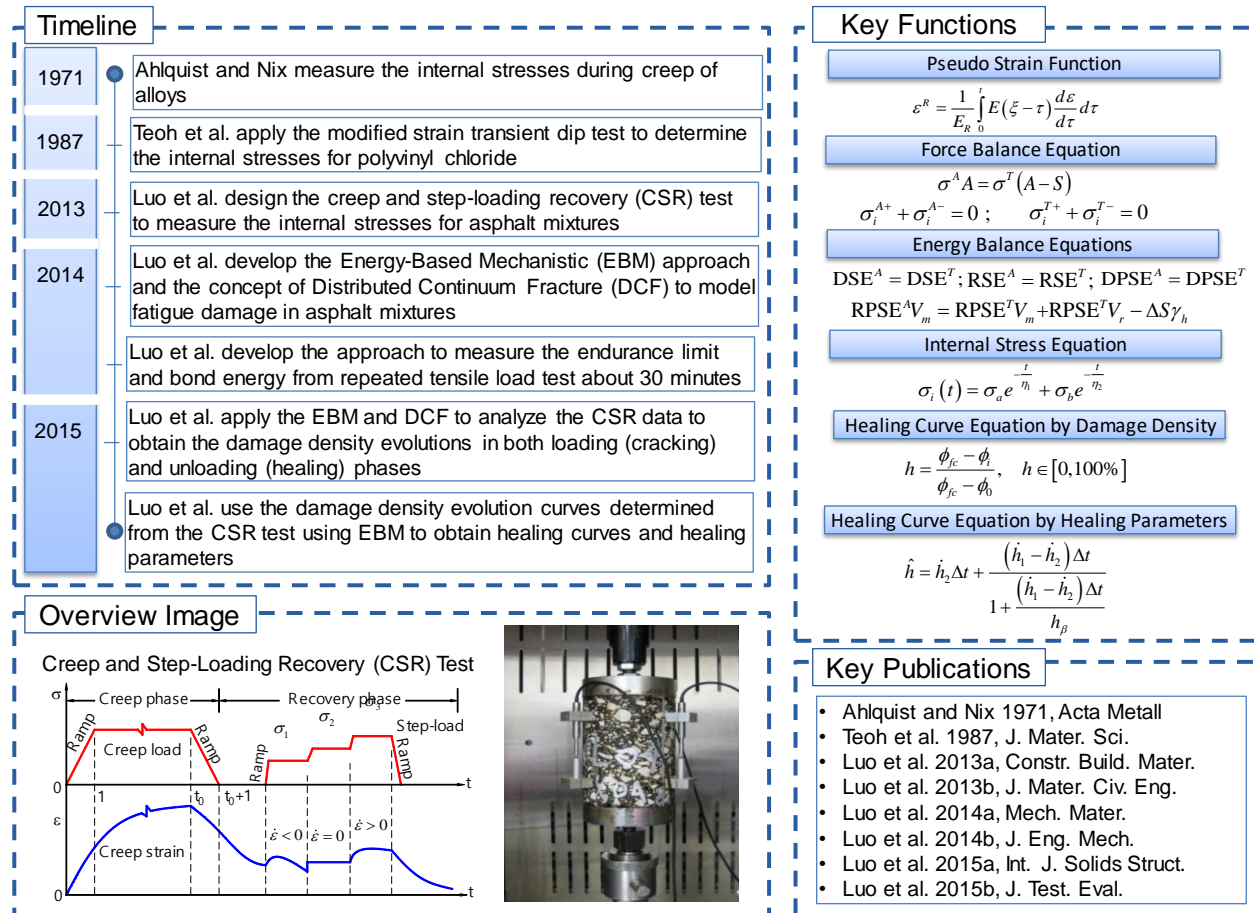 Timeline
1971
Ahlquist and Nix measure the internal stresses during creep of
alloys
1987
Teoh et al. apply the modified strain transient dip test to determine
the internal stresses for polyvinyl chloride
2013
Luo et al. design the creep and step-loading recovery (CSR) test
to measure the internal stresses for asphalt mixtures
2014
Luo et al. develop the Energy-Based Mechanistic (EBM) approach
and the concept of Distributed Continuum Fracture (DCF) to model
fatigue damage in asphalt mixtures
Luo et al. develop the approach to measure the endurance limit
and bond energy from repeated tensile load test about 30 minutes
2015
Luo et al. apply the EBM and DCF to analyze the CSR data to
obtain the damage density evolutions in both loading (cracking)
and unloading (healing) phases
Luo et al. use the damage density evolution curves determined
from the CSR test using EBM to obtain healing curves and healing
parameters
Overview Image
Creep and Step-Loading Recovery (CSR) Test
σ
Creep phase
Recovery phase
Ramp
Creep load
Ramp
Ramp
σ₁
σ₂
σ₃
Step-load
Ramp
0
t
1
t₀
t₀+1
ε
Creep strain
ε̇ < 0
ε̇ = 0
ε̇ > 0
0
t
Key Functions
Pseudo Strain Function
ε^R = 1/E_R ∫₀^t E(ξ − τ) dε/dτ dτ
Force Balance Equation
σ^A A = σ^T (A − S)
σ_i^{A+} + σ_i^{A−} = 0 ; σ_i^{T+} + σ_i^{T−} = 0
Energy Balance Equations
DSE^A = DSE^T; RSE^A = RSE^T; DPSE^A = DPSE^T
RPSE^A V_m = RPSE^T V_m + RPSE^T V_r − ΔSγ_h
Internal Stress Equation
σ_i(t) = σ_a e^{−t/η₁} + σ_b e^{−t/η₂}
Healing Curve Equation by Damage Density
h = (ϕ_fc − ϕ_i)/(ϕ_fc − ϕ_0), h ∈ [0,100%]
Healing Curve Equation by Healing Parameters
ĥ = ḣ₂Δt + (ḣ₁ − ḣ₂)Δt / (1 + (ḣ₁ − ḣ₂)Δt / h_β)
Key Publications
• Ahlquist and Nix 1971, Acta Metall
• Teoh et al. 1987, J. Mater. Sci.
• Luo et al. 2013a, Constr. Build. Mater.
• Luo et al. 2013b, J. Mater. Civ. Eng.
• Luo et al. 2014a, Mech. Mater.
• Luo et al. 2014b, J. Eng. Mech.
• Luo et al. 2015a, Int. J. Solids Struct.
• Luo et al. 2015b, J. Test. Eval.